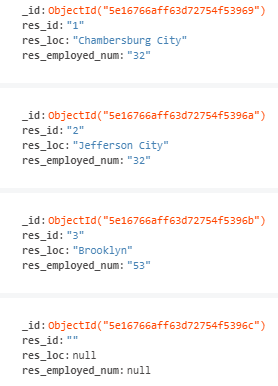 _id: ObjectId("5e16766aff63d72754f53969")
res_id: "1"
res_loc: "Chambersburg City"
res_employed_num: "32"
_id: ObjectId("5e16766aff63d72754f5396a")
res_id: "2"
res_loc: "Jefferson City"
res_employed_num: "32"
_id: ObjectId("5e16766aff63d72754f5396b")
res_id: "3"
res_loc: "Brooklyn"
res_employed_num: "53"
_id: ObjectId("5e16766aff63d72754f5396c")
res_id: ""
res_loc: null
res_employed_num: null